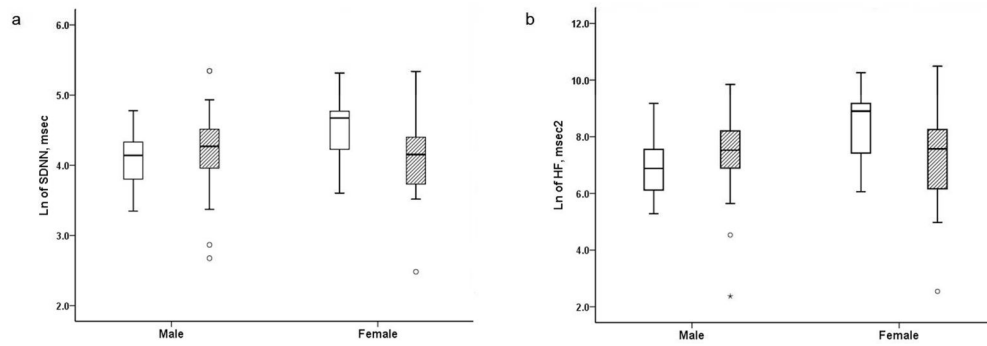 a
6.0
5.0
4.0
3.0
2.0
Ln of SDNN, msec
Male Female
b
12.0
10.0
8.0
6.0
4.0
2.0
Ln of HF, msec2
Male Female